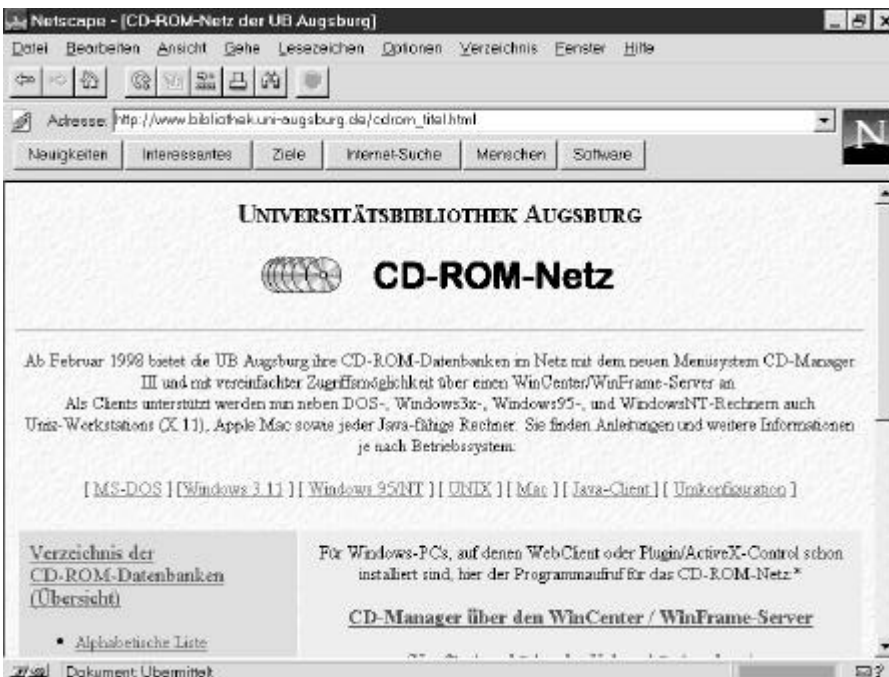 Netscape - [CD-ROM-Netz der UB Augsburg]
Datei Bearbeiten Ansicht Gehe Lesezeichen Optionen Verzeichnis Fenster Hilfe
Adresse: http://www.bibliothek.uni-augsburg.de/cdrom_titel.html
Neuigkeiten Interessantes Ziele Internet-Suche Menschen Software
N
UNIVERSITÄTSBIBLIOTHEK AUGSBURG
CD-ROM-Netz
Ab Februar 1998 bietet die UB Augsburg ihre CD-ROM-Datenbanken im Netz mit dem neuen Menüsystem CD-Manager
III und mit vereinfachter Zugriffsmöglichkeit über einen WinCenter/WinFrame-Server an
Als Clients unterstützt werden nun neben DOS-, Windows3x-, Windows95-, und WindowsNT-Rechnern auch
Unix-Workstations (X 11), Apple Mac sowie jeder Java-fähige Rechner. Sie finden Anleitungen und weitere Informationen
je nach Betriebssystem:
[ MS-DOS ] [Windows 3.11 ] [ Windows 95/NT ] [ UNIX ] [ Mac ] [ Java-Client ] [ Umkonfiguration ]
Verzeichnis der
CD-ROM-Datenbanken
(Übersicht)
• Alphabetische Liste
Für Windows-PCs, auf denen WebClient oder Plugin/ActiveX-Control schon
installiert sind, hier der Programmaufruf für das CD-ROM-Netz:*
CD-Manager über den WinCenter / WinFrame-Server
Dokument: Übermittelt